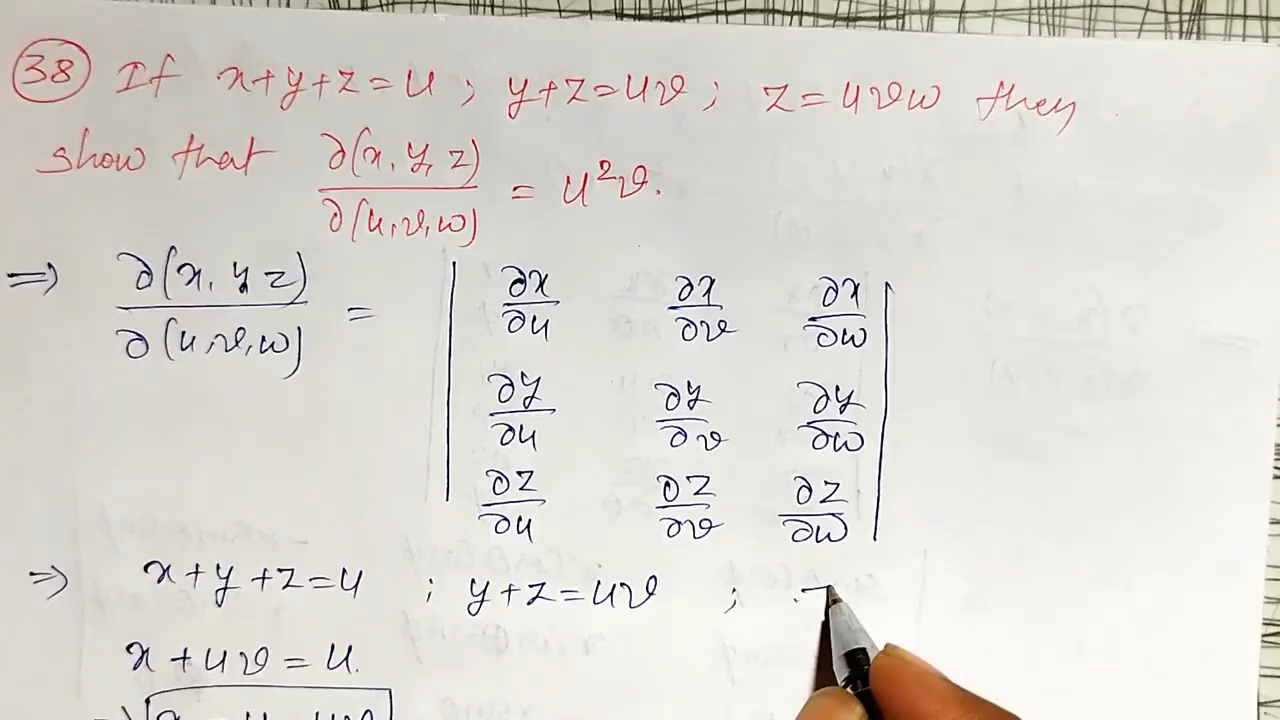 38 If x+y+z=u ; y+z=uv ; z=uvw then
show that ∂(x, y, z)/∂(u,v,w) = u²v.
⇒ ∂(x, y, z)/∂(u,v,w) = | ∂x/∂u ∂x/∂v ∂x/∂w |
| ∂y/∂u ∂y/∂v ∂y/∂w |
| ∂z/∂u ∂z/∂v ∂z/∂w |
⇒ x+y+z=u ; y+z=uv ;
x+uv=u.